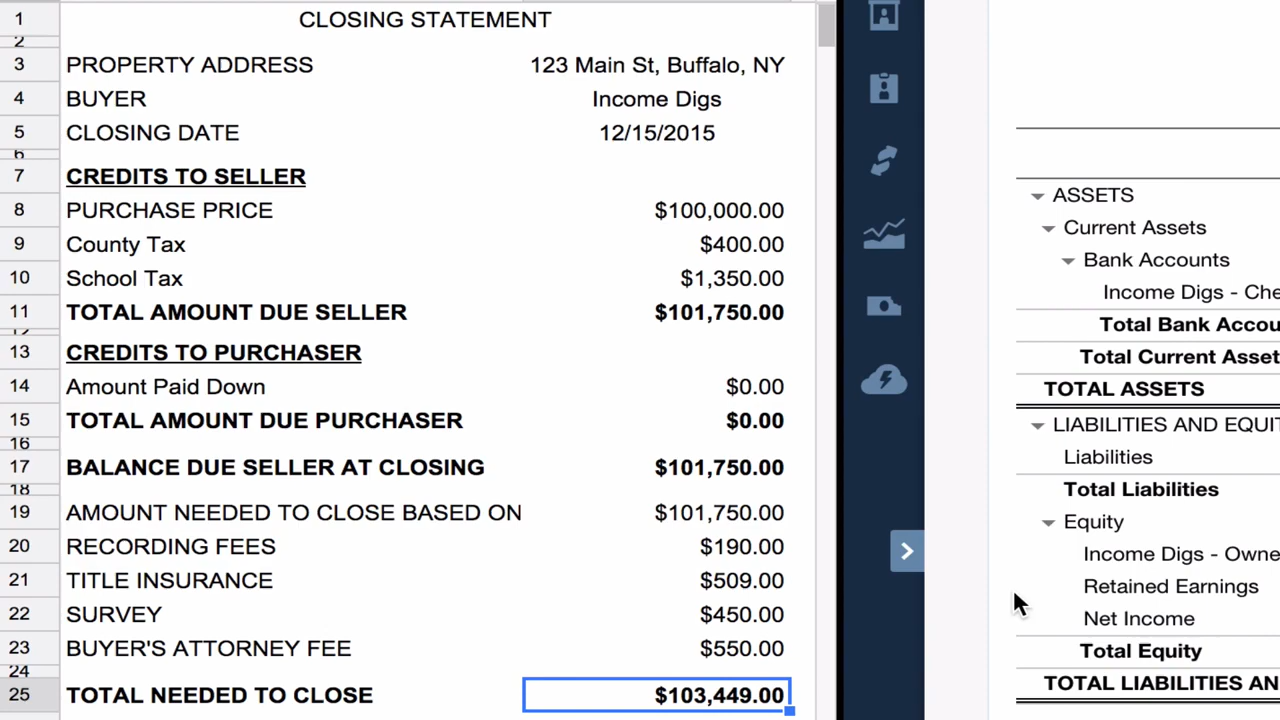 1 CLOSING STATEMENT
2
3 PROPERTY ADDRESS 123 Main St, Buffalo, NY
4 BUYER Income Digs
5 CLOSING DATE 12/15/2015
6
7 CREDITS TO SELLER
8 PURCHASE PRICE $100,000.00
9 County Tax $400.00
10 School Tax $1,350.00
11 TOTAL AMOUNT DUE SELLER $101,750.00
12
13 CREDITS TO PURCHASER
14 Amount Paid Down $0.00
15 TOTAL AMOUNT DUE PURCHASER $0.00
16
17 BALANCE DUE SELLER AT CLOSING $101,750.00
18
19 AMOUNT NEEDED TO CLOSE BASED ON $101,750.00
20 RECORDING FEES $190.00
21 TITLE INSURANCE $509.00
22 SURVEY $450.00
23 BUYER'S ATTORNEY FEE $550.00
24
25 TOTAL NEEDED TO CLOSE $103,449.00
ASSETS
Current Assets
Bank Accounts
Income Digs - Che
Total Bank Accou
Total Current Asset
TOTAL ASSETS
LIABILITIES AND EQUIT
Liabilities
Total Liabilities
Equity
Income Digs - Owne
Retained Earnings
Net Income
Total Equity
TOTAL LIABILITIES AN